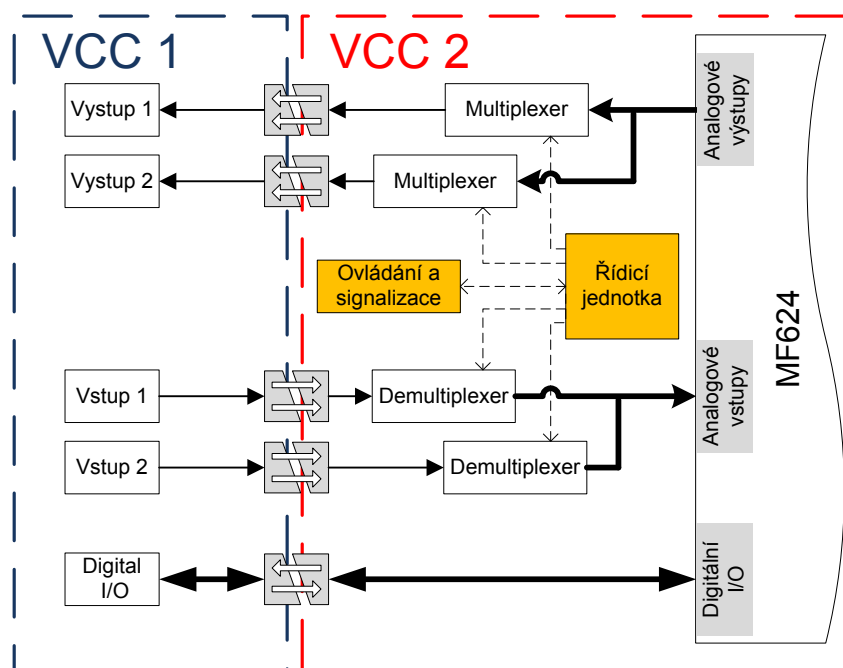 VCC 1
VCC 2
Vystup 1
Multiplexer
Analogové
výstupy
Vystup 2
Multiplexer
Ovládání a
signalizace
Řídicí
jednotka
MF624
Vstup 1
Demultiplexer
Analogové
vstupy
Vstup 2
Demultiplexer
Digital
I/O
Digitální
I/O